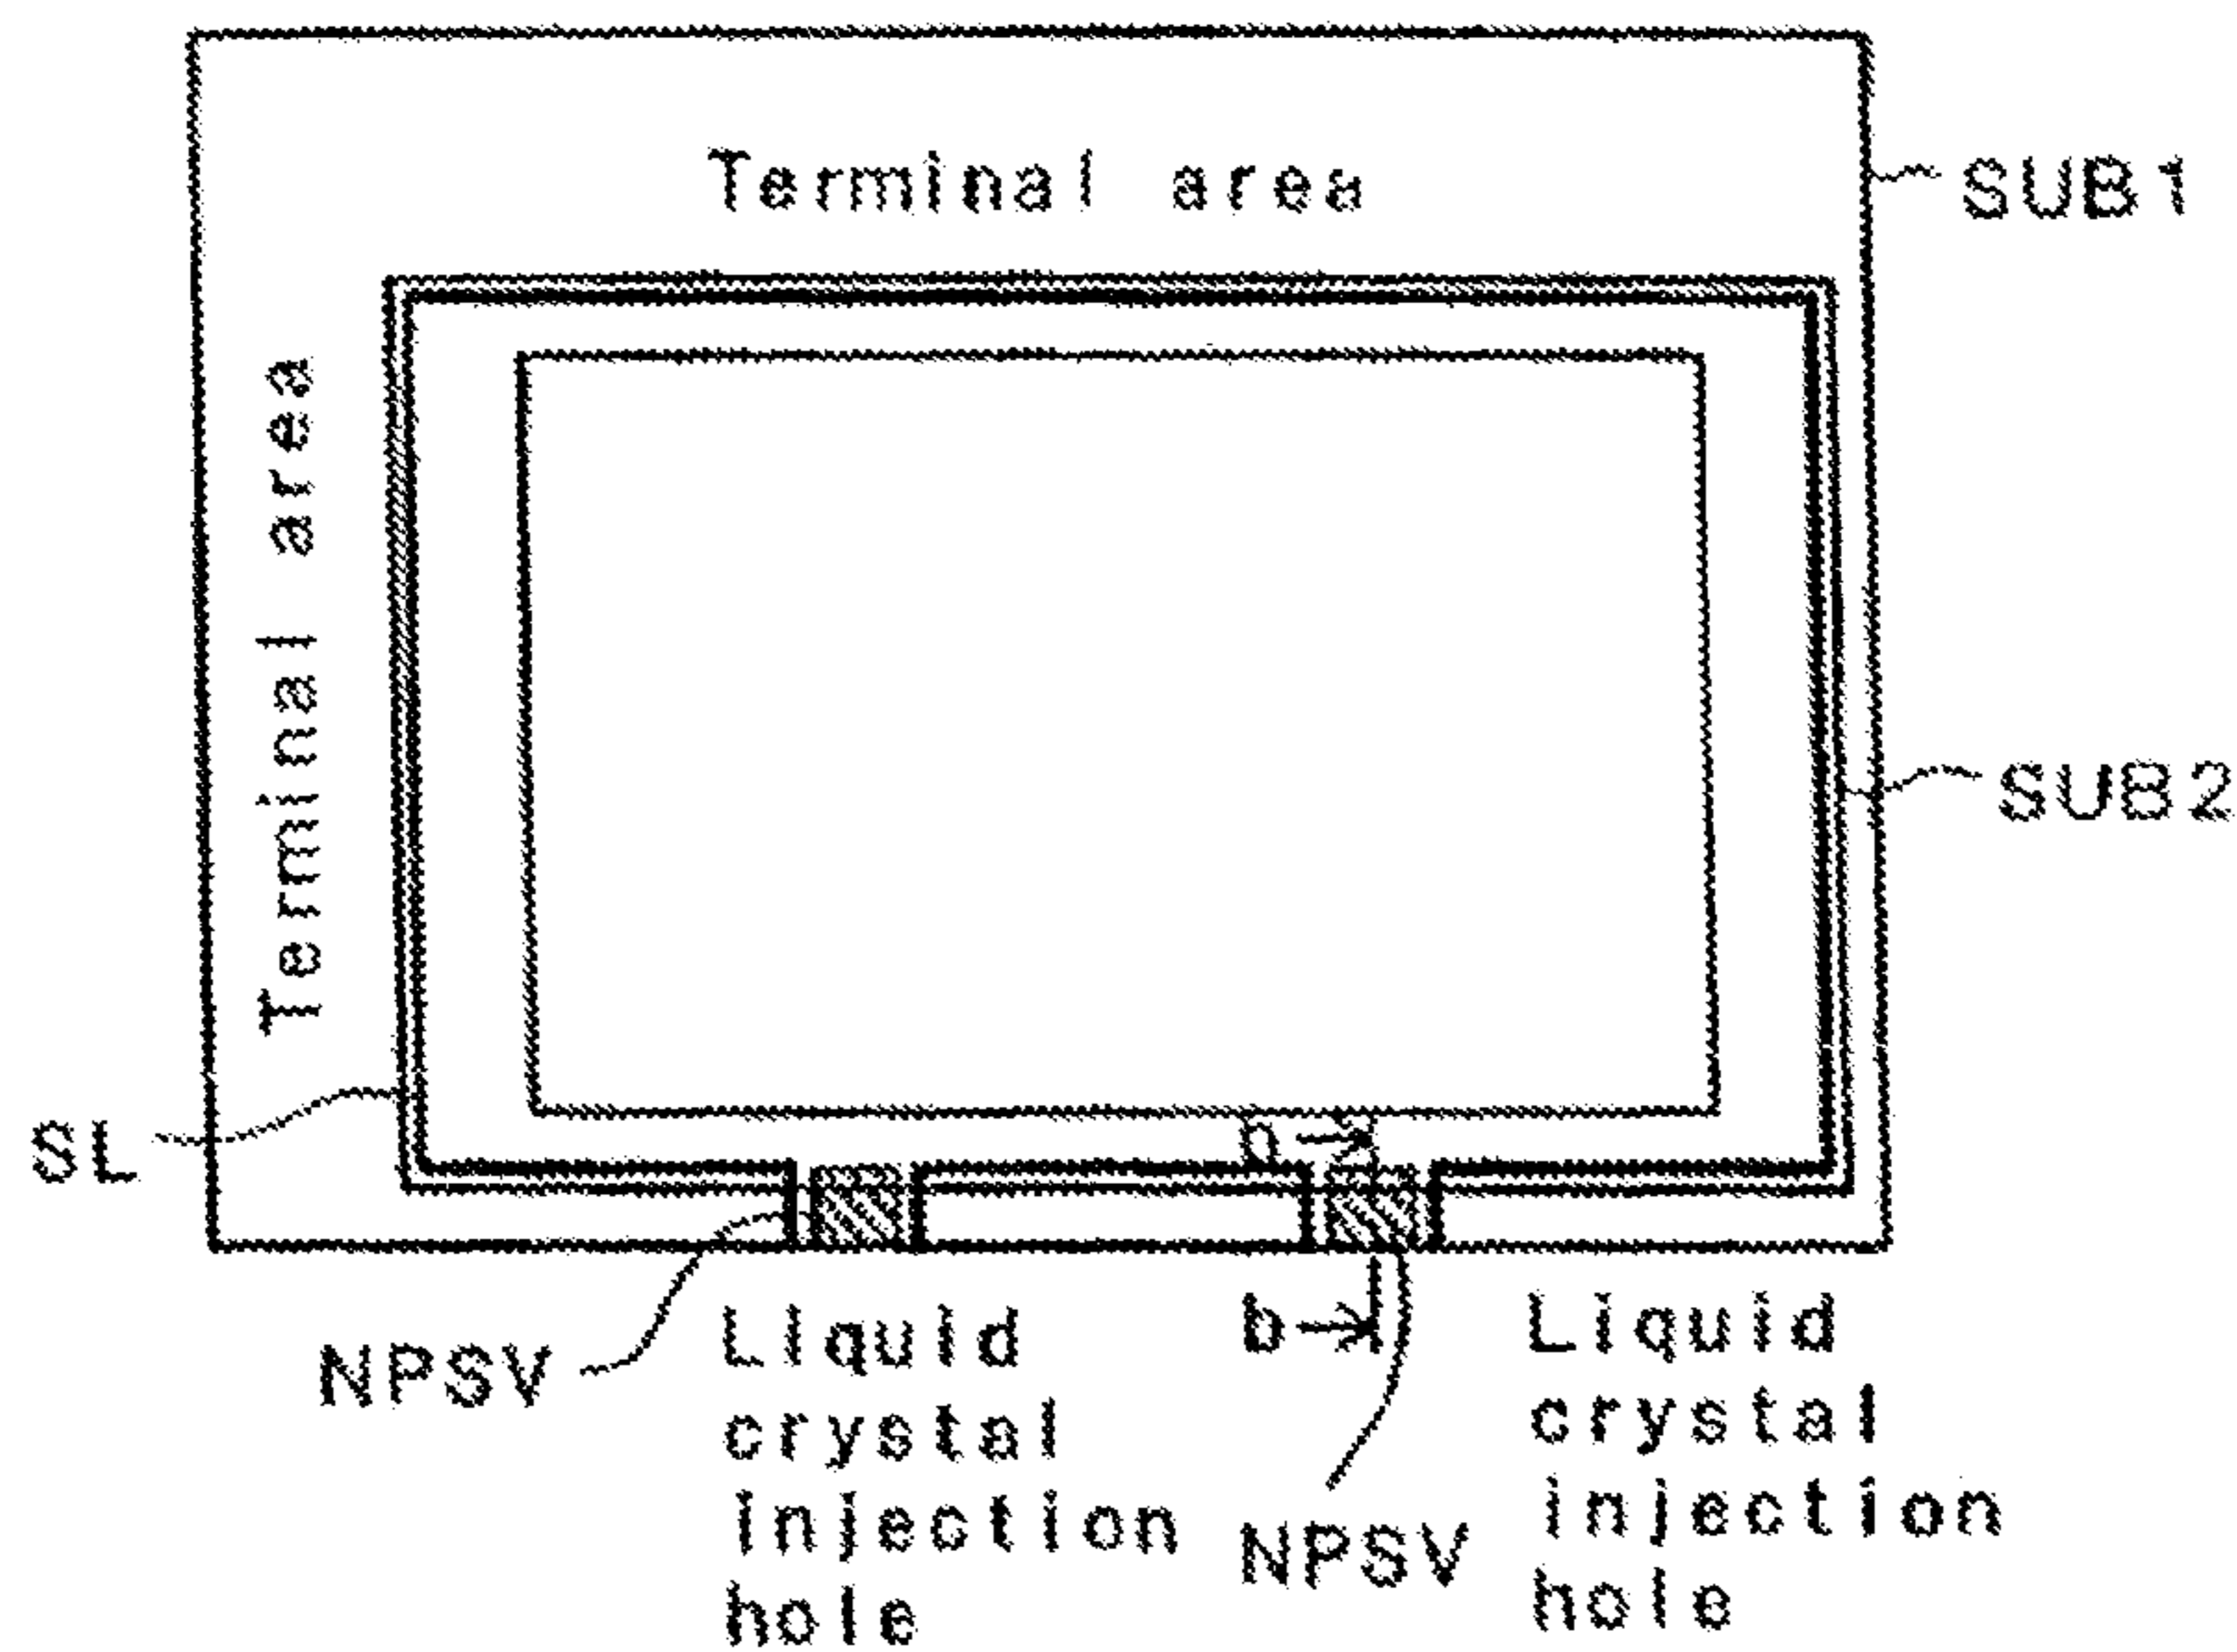 Terminal area
SUB1
Terminal area
SUB2
SL
b
NPSV
Liquid
crystal
injection
hole
b
NPSV
Liquid
crystal
injection
hole